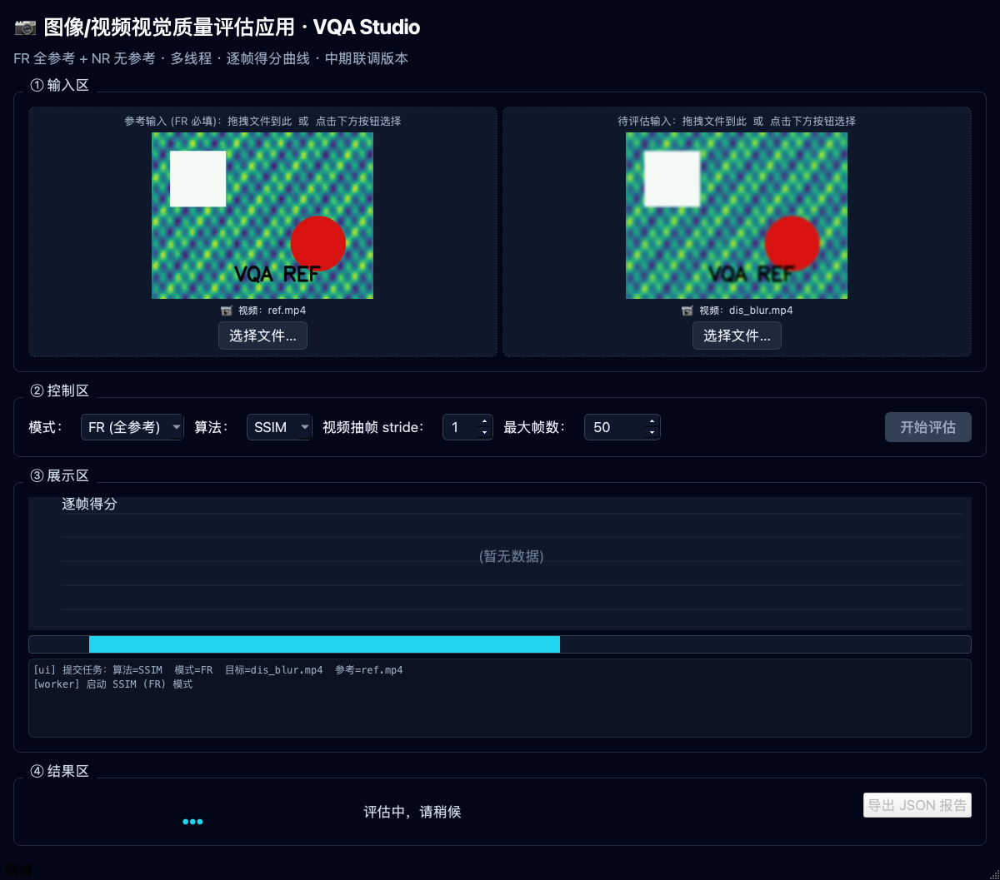 图像/视频视觉质量评估应用 · VQA Studio
FR 全参考 + NR 无参考 · 多线程 · 逐帧得分曲线 · 中期联调版本
① 输入区
参考输入 (FR 必填)：拖拽文件到此 或 点击下方按钮选择
VQA REF
视频：ref.mp4
选择文件...
待评估输入：拖拽文件到此 或 点击下方按钮选择
VQA REF
视频：dis_blur.mp4
选择文件...
② 控制区
模式： FR (全参考) 算法： SSIM 视频抽帧 stride： 1 最大帧数： 50 开始评估
③ 展示区
逐帧得分
(暂无数据)
[ui] 提交任务：算法=SSIM 模式=FR 目标=dis_blur.mp4 参考=ref.mp4
[worker] 启动 SSIM (FR) 模式
④ 结果区
••• 评估中，请稍候 导出 JSON 报告
就绪